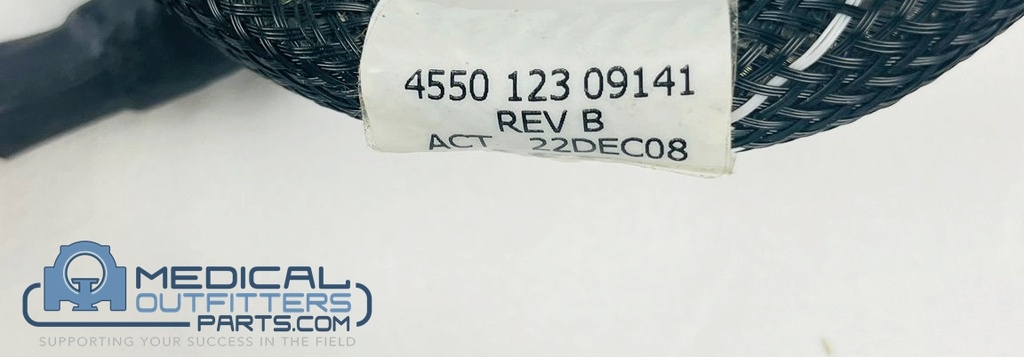 4550 123 09141
REV B
ACT 22DEC08
MEDICAL
OUTFITTERS
PARTS.COM
SUPPORTING YOUR SUCCESS IN THE FIELD